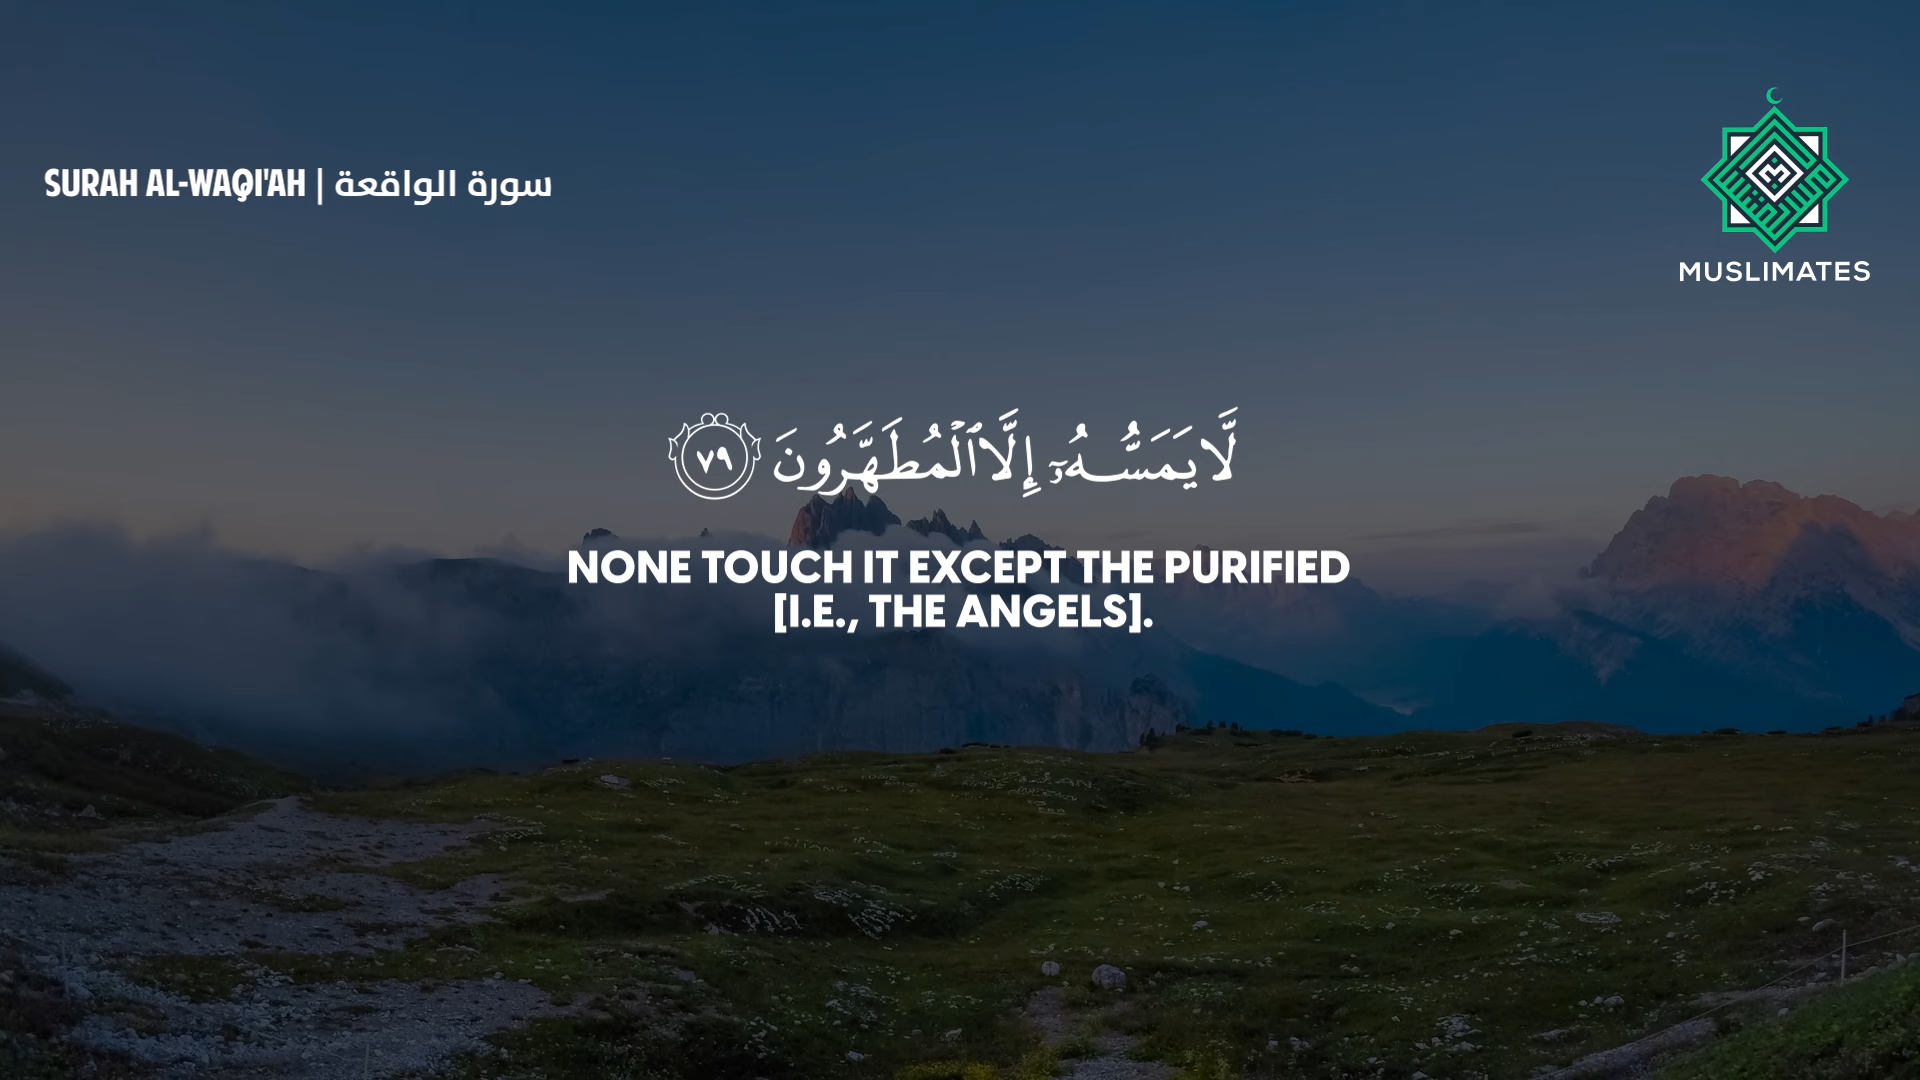 SURAH AL-WAQI'AH | سورة الواقعة
MUSLIMATES
لَّا يَمَسُّهُۥٓ إِلَّا ٱلْمُطَهَّرُونَ ٧٩
NONE TOUCH IT EXCEPT THE PURIFIED
[I.E., THE ANGELS].